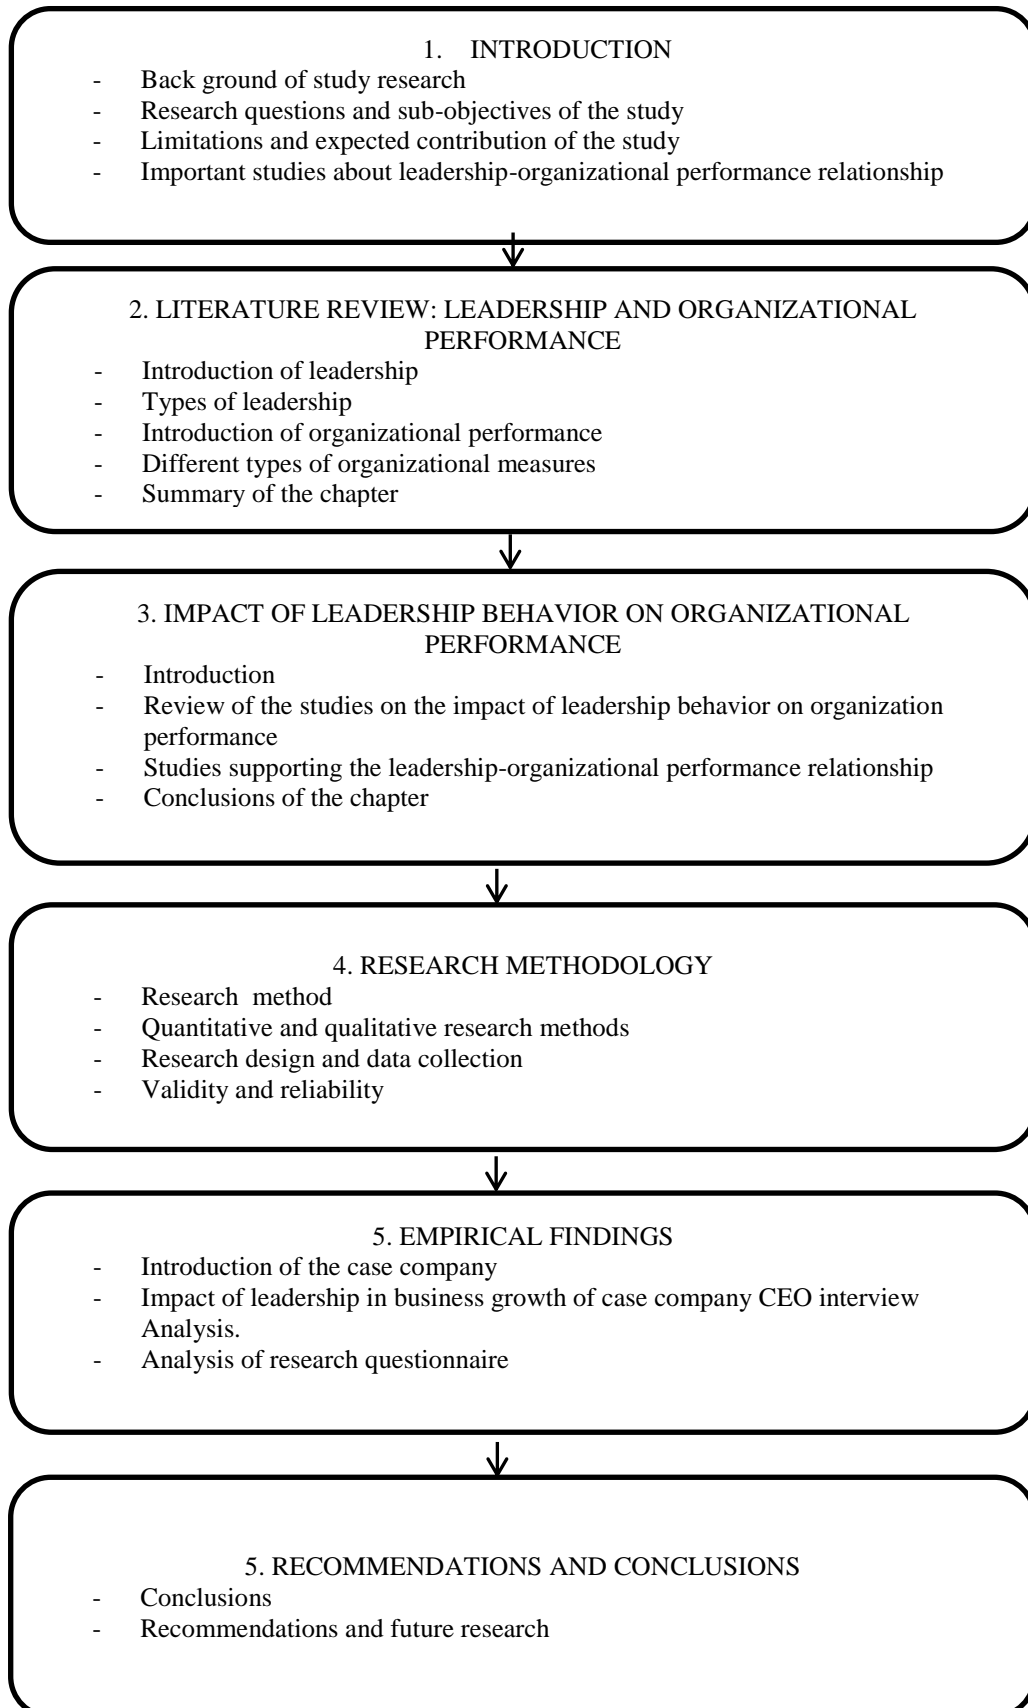 1. INTRODUCTION
- Back ground of study research
- Research questions and sub-objectives of the study
- Limitations and expected contribution of the study
- Important studies about leadership-organizational performance relationship
2. LITERATURE REVIEW: LEADERSHIP AND ORGANIZATIONAL
PERFORMANCE
- Introduction of leadership
- Types of leadership
- Introduction of organizational performance
- Different types of organizational measures
- Summary of the chapter
3. IMPACT OF LEADERSHIP BEHAVIOR ON ORGANIZATIONAL
PERFORMANCE
- Introduction
- Review of the studies on the impact of leadership behavior on organization
performance
- Studies supporting the leadership-organizational performance relationship
- Conclusions of the chapter
4. RESEARCH METHODOLOGY
- Research method
- Quantitative and qualitative research methods
- Research design and data collection
- Validity and reliability
5. EMPIRICAL FINDINGS
- Introduction of the case company
- Impact of leadership in business growth of case company CEO interview
Analysis.
- Analysis of research questionnaire
5. RECOMMENDATIONS AND CONCLUSIONS
- Conclusions
- Recommendations and future research